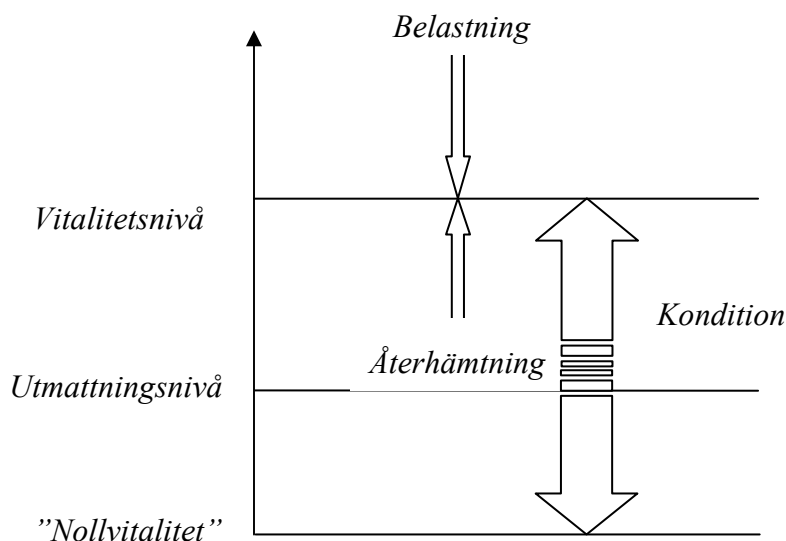 Belastning
Vitalitetsnivå
Kondition
Återhämtning
Utmattningsnivå
”Nollvitalitet”